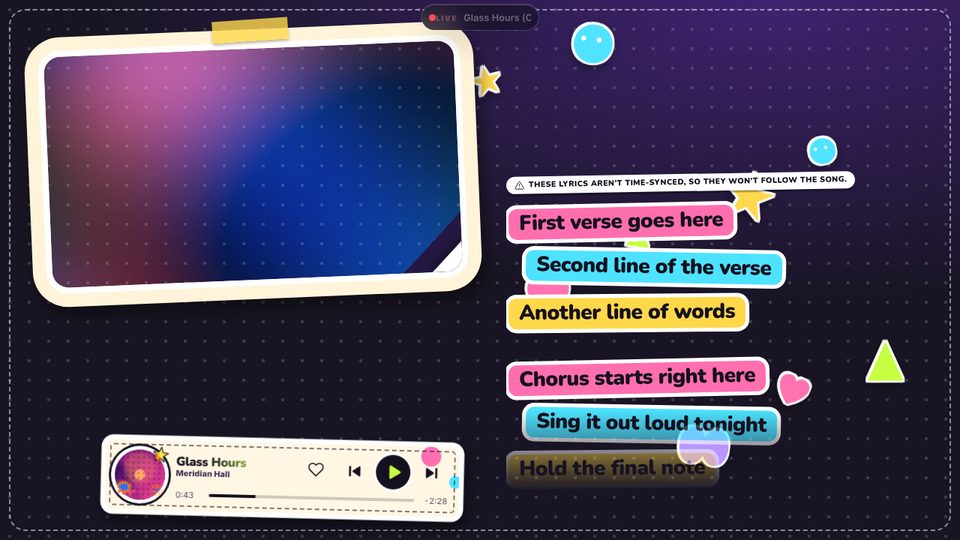 LIVE Glass Hours (C
THESE LYRICS AREN'T TIME-SYNCED, SO THEY WON'T FOLLOW THE SONG.
First verse goes here
Second line of the verse
Another line of words
Chorus starts right here
Sing it out loud tonight
Hold the final note
Glass Hours
Meridian Hall
0:43
-2:28